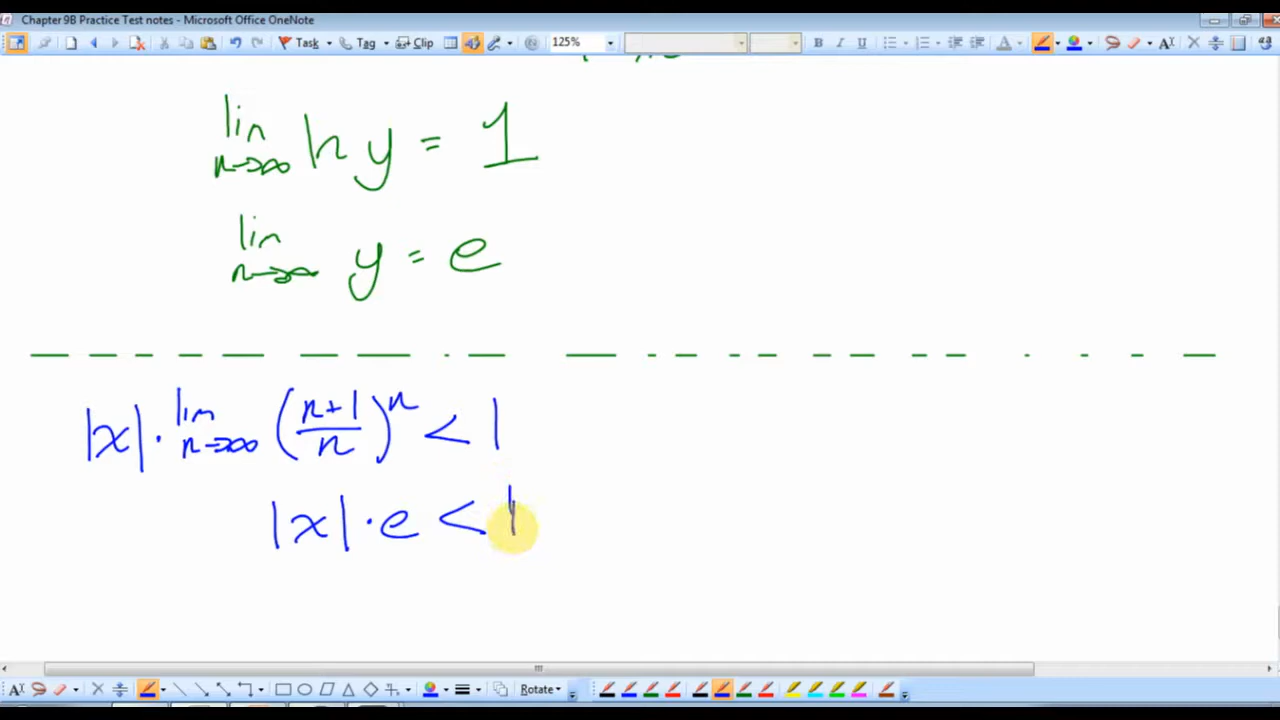 Chapter 9B Practice Test notes - Microsoft Office OneNote
Task Tag Clip 125% B I U A
lim n→∞ ln y = 1
lim n→∞ y = e
|x| · lim n→∞ (n+1/n)^n < 1
|x| · e < 1
Rotate